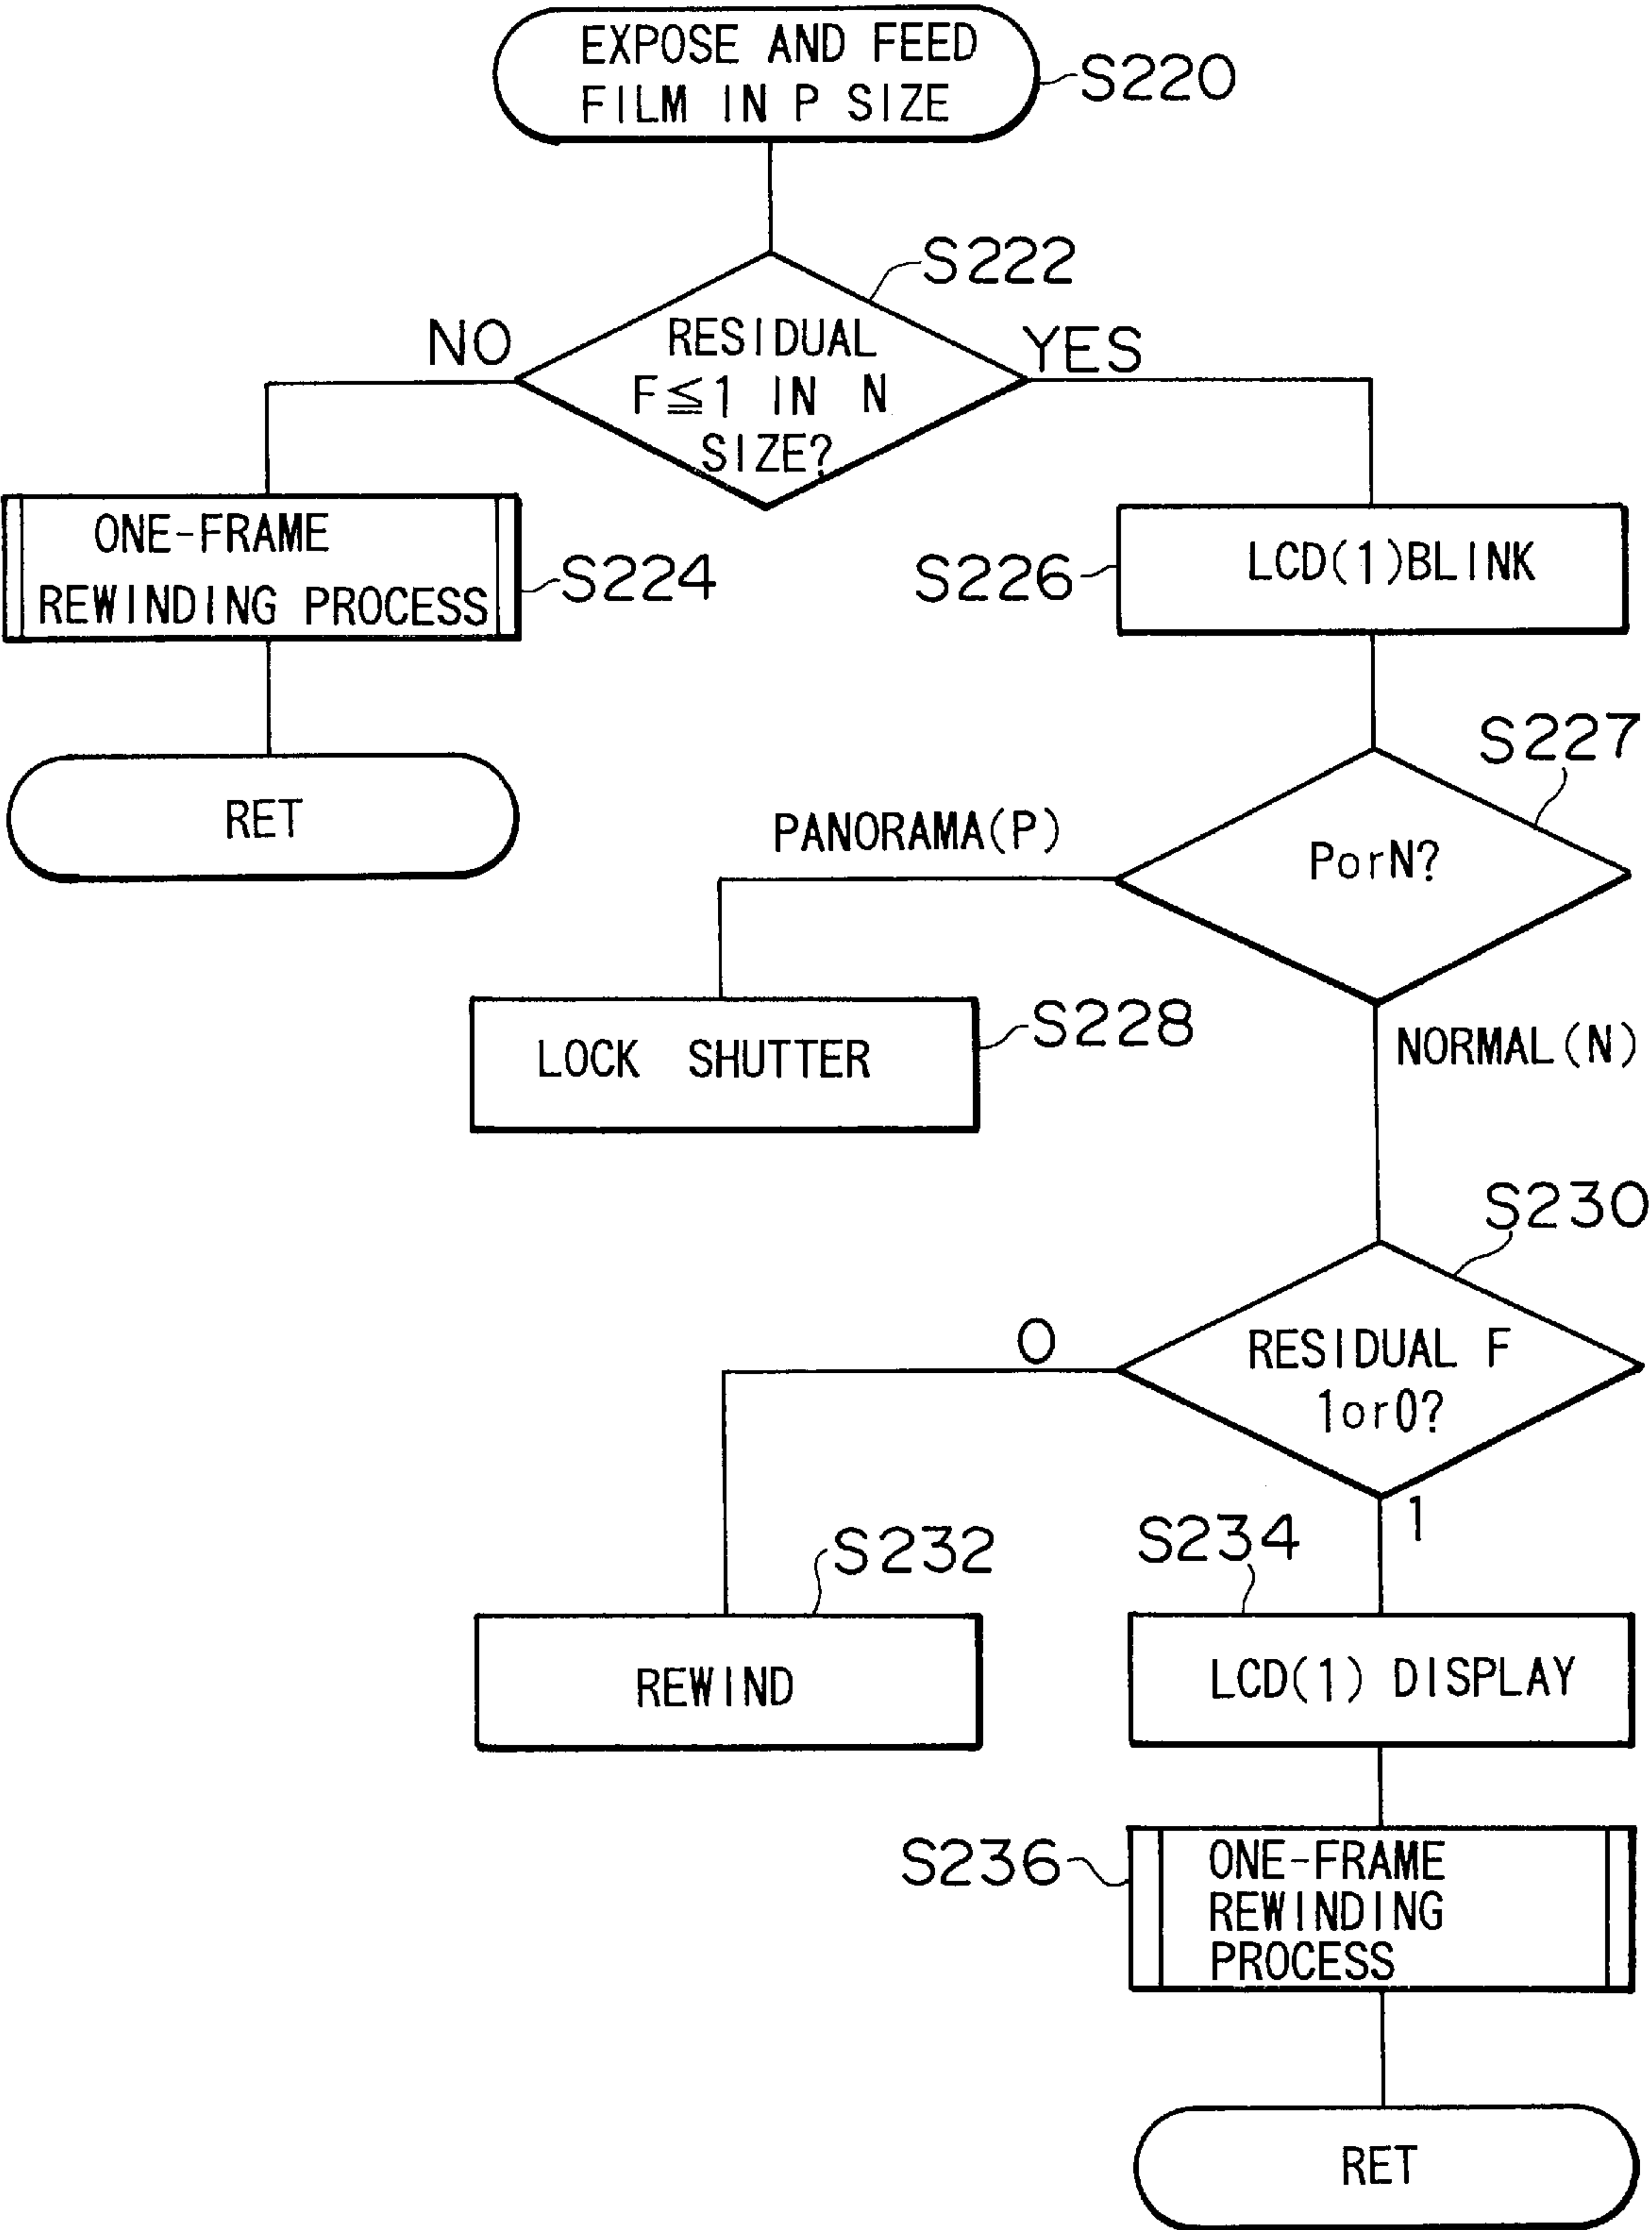 EXPOSE AND FEED
FILM IN P SIZE
S220
S222
NO
RESIDUAL
F≦1 IN N
SIZE?
YES
ONE-FRAME
REWINDING PROCESS
S224
S226
LCD(1)BLINK
RET
S227
PANORAMA(P)
PorN?
LOCK SHUTTER
S228
NORMAL(N)
S230
0
RESIDUAL F
1or0?
1
S232
S234
REWIND
LCD(1) DISPLAY
S236
ONE-FRAME
REWINDING
PROCESS
RET